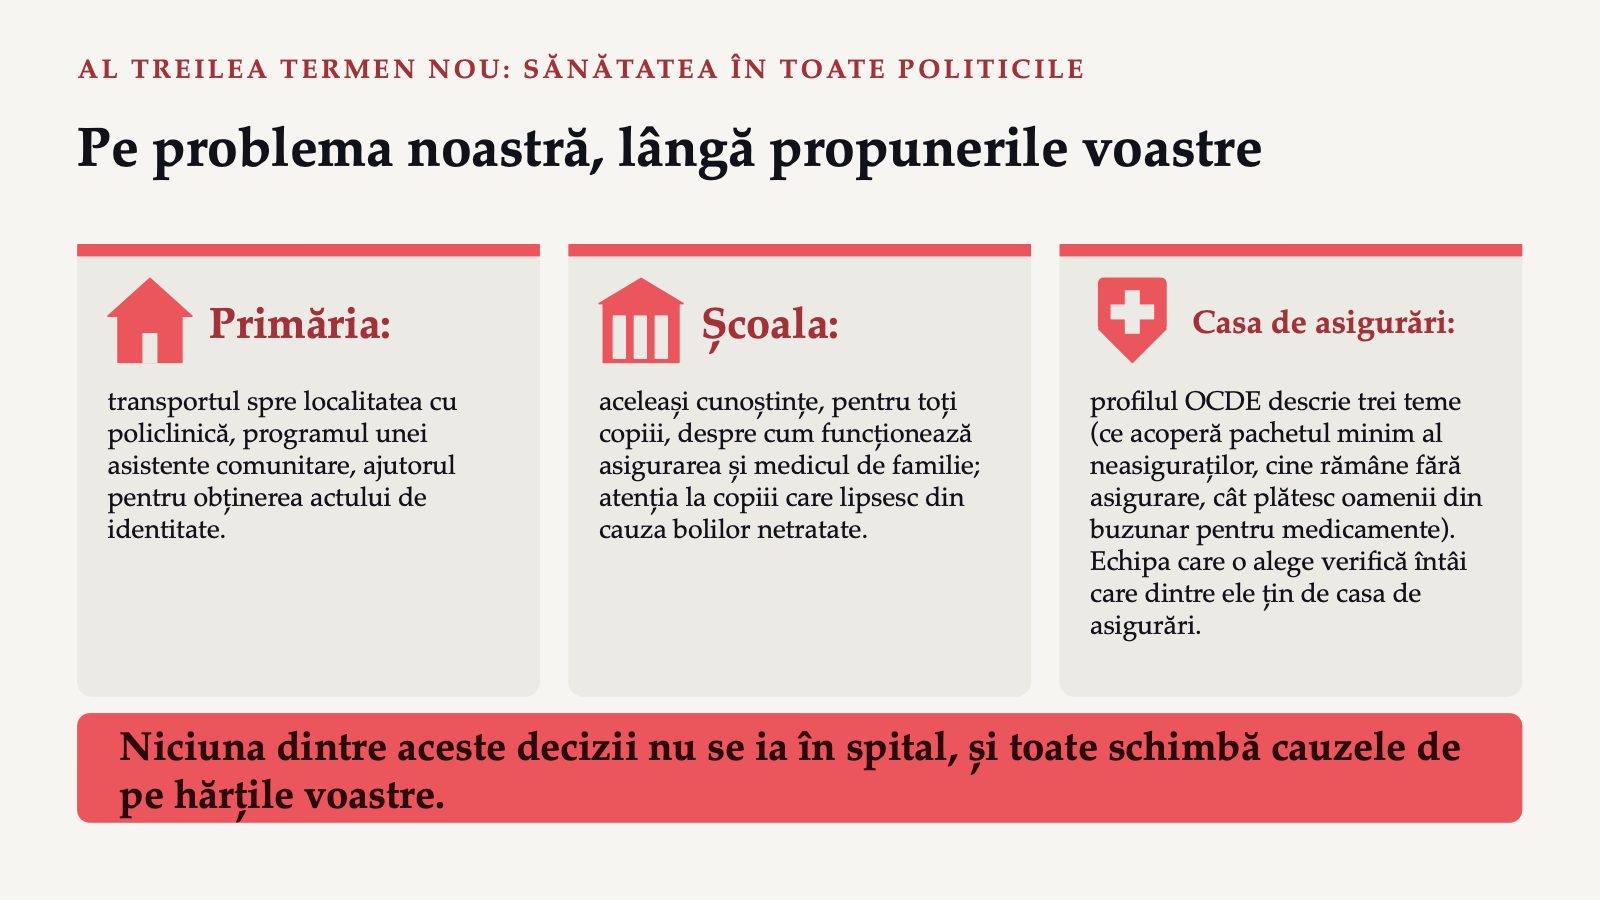 AL TREILEA TERMEN NOU: SĂNĂTATEA ÎN TOATE POLITICILE
Pe problema noastră, lângă propunerile voastre
Primăria:
transportul spre localitatea cu
policlinică, programul unei
asistente comunitare, ajutorul
pentru obținerea actului de
identitate.
Școala:
aceleași cunoștințe, pentru toți
copiii, despre cum funcționează
asigurarea și medicul de familie;
atenția la copiii care lipsesc din
cauza bolilor netratate.
Casa de asigurări:
profilul OCDE descrie trei teme
(ce acoperă pachetul minim al
neasiguraților, cine rămâne fără
asigurare, cât plătesc oamenii din
buzunar pentru medicamente).
Echipa care o alege verifică întâi
care dintre ele țin de casa de
asigurări.
Niciuna dintre aceste decizii nu se ia în spital, și toate schimbă cauzele de
pe hărțile voastre.